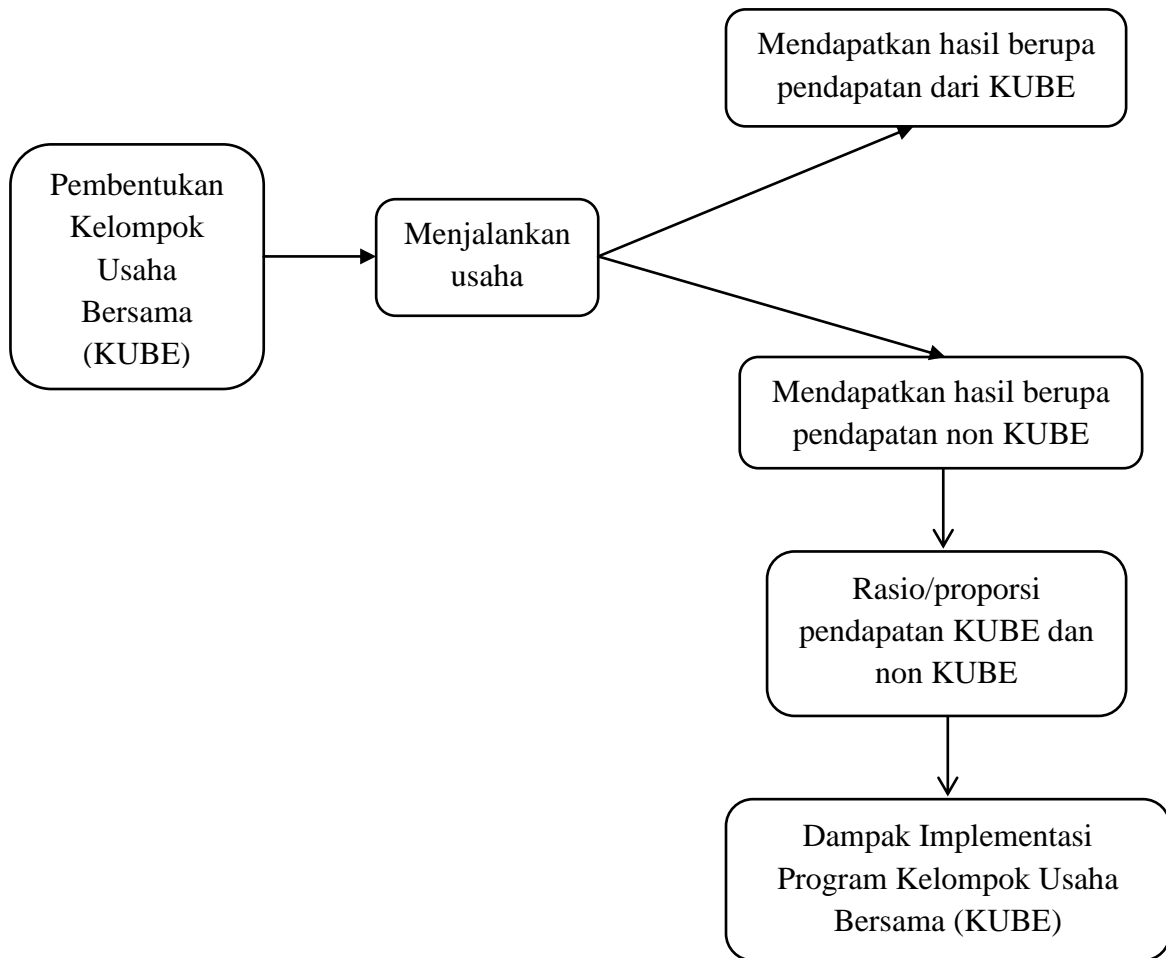 Mendapatkan hasil berupa
pendapatan dari KUBE
Pembentukan
Kelompok
Usaha
Bersama
(KUBE)
Menjalankan
usaha
Mendapatkan hasil berupa
pendapatan non KUBE
Rasio/proporsi
pendapatan KUBE dan
non KUBE
Dampak Implementasi
Program Kelompok Usaha
Bersama (KUBE)